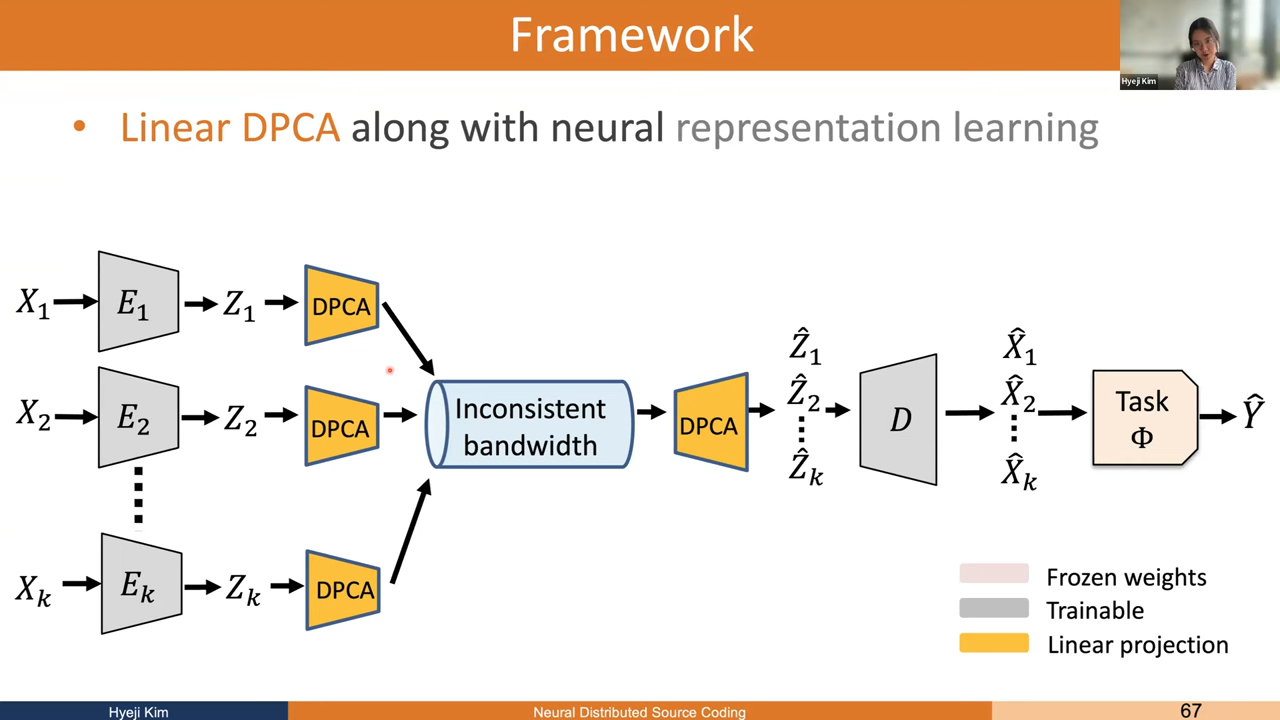 Framework
Hyeji Kim
• Linear DPCA along with neural representation learning
X₁ E₁ Z₁ DPCA
X₂ E₂ Z₂ DPCA
Xₖ Eₖ Zₖ DPCA
Inconsistent
bandwidth
DPCA
Ẑ₁
Ẑ₂
Ẑₖ
D
X̂₁
X̂₂
X̂ₖ
Task
Φ
Ŷ
Frozen weights
Trainable
Linear projection
Hyeji Kim
Neural Distributed Source Coding
67